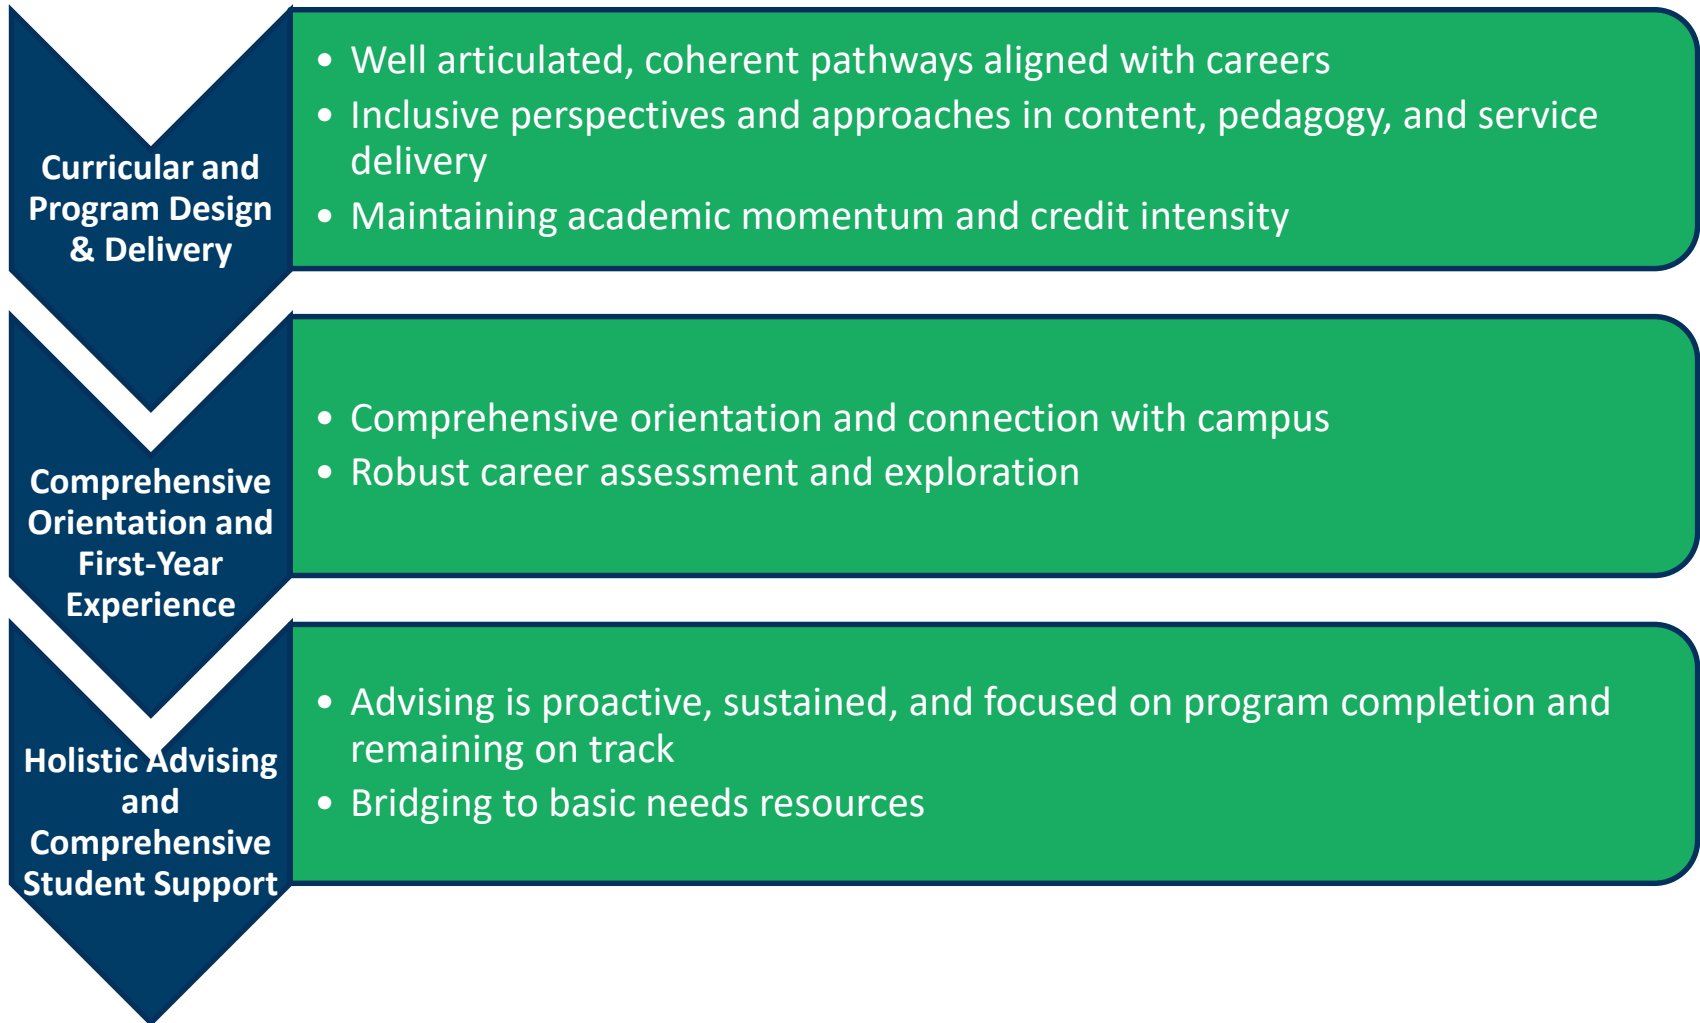 Curricular and
Program Design
& Delivery
• Well articulated, coherent pathways aligned with careers
• Inclusive perspectives and approaches in content, pedagogy, and service
delivery
• Maintaining academic momentum and credit intensity
Comprehensive
Orientation and
First-Year
Experience
• Comprehensive orientation and connection with campus
• Robust career assessment and exploration
Holistic Advising
and
Comprehensive
Student Support
• Advising is proactive, sustained, and focused on program completion and
remaining on track
• Bridging to basic needs resources